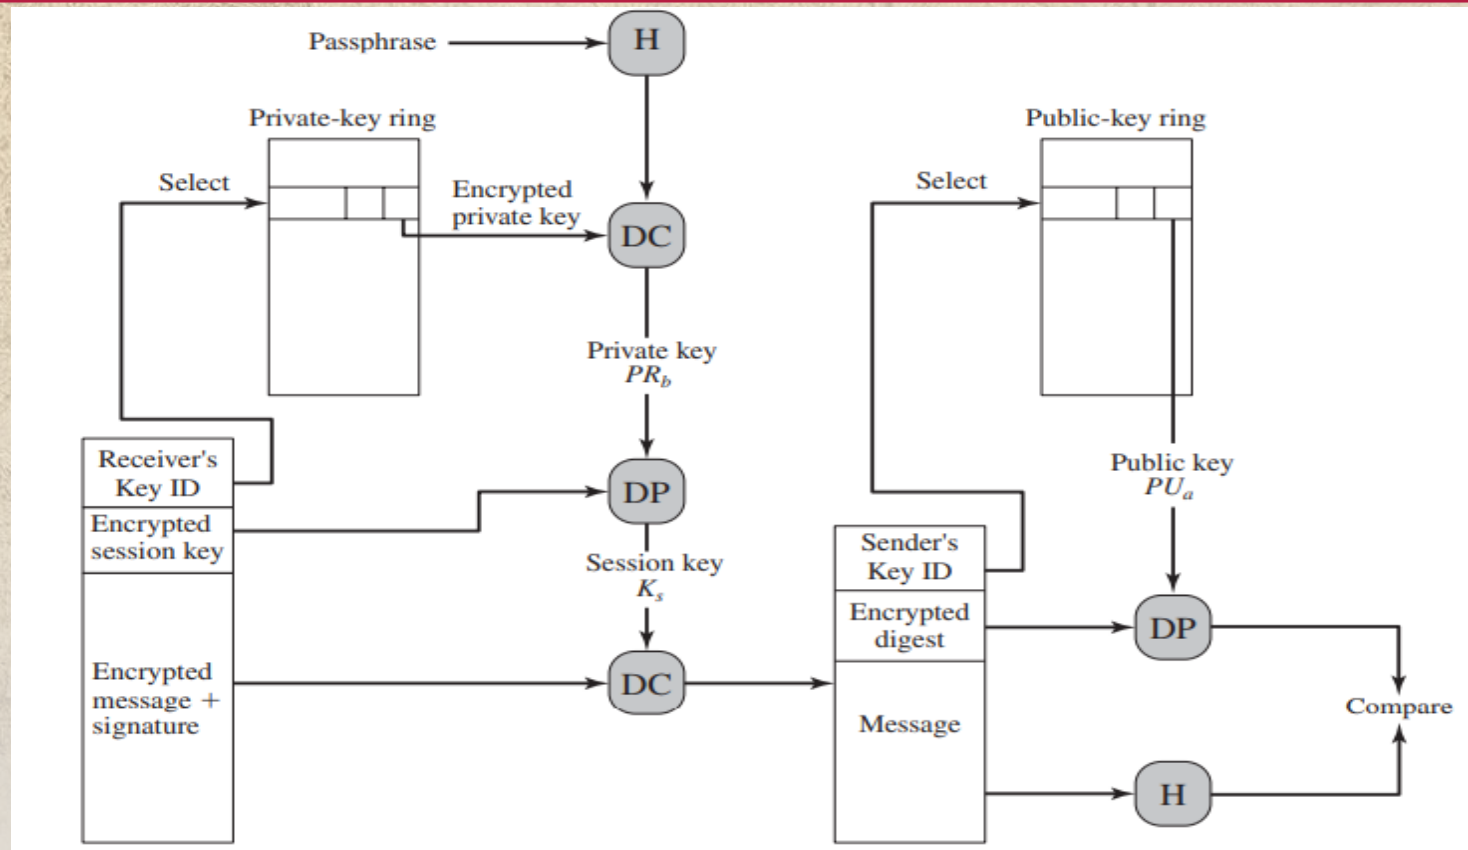 Passphrase
H
Private-key ring
Public-key ring
Select
Encrypted
private key
Select
DC
Private key
PR_b
Receiver's
Key ID
DP
Public key
PU_a
Encrypted
session key
Session key
K_s
Sender's
Key ID
Encrypted
digest
DP
Encrypted
message +
signature
DC
Message
Compare
H